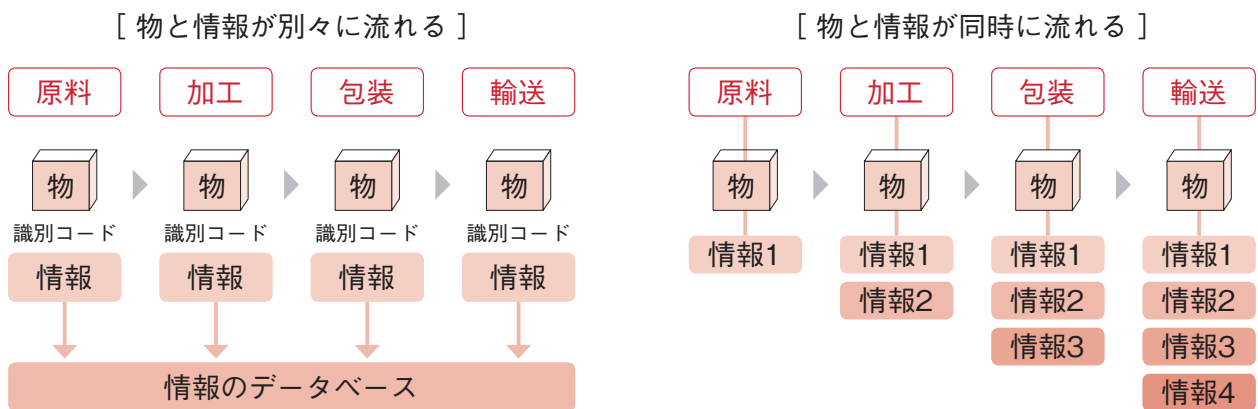 [ 物と情報が別々に流れる ]
原料 加工 包装 輸送
物 物 物 物
識別コード 識別コード 識別コード 識別コード
情報 情報 情報 情報
情報のデータベース
[ 物と情報が同時に流れる ]
原料 加工 包装 輸送
物 物 物 物
情報1 情報1 情報1 情報1
情報2 情報2 情報2
情報3 情報3
情報4